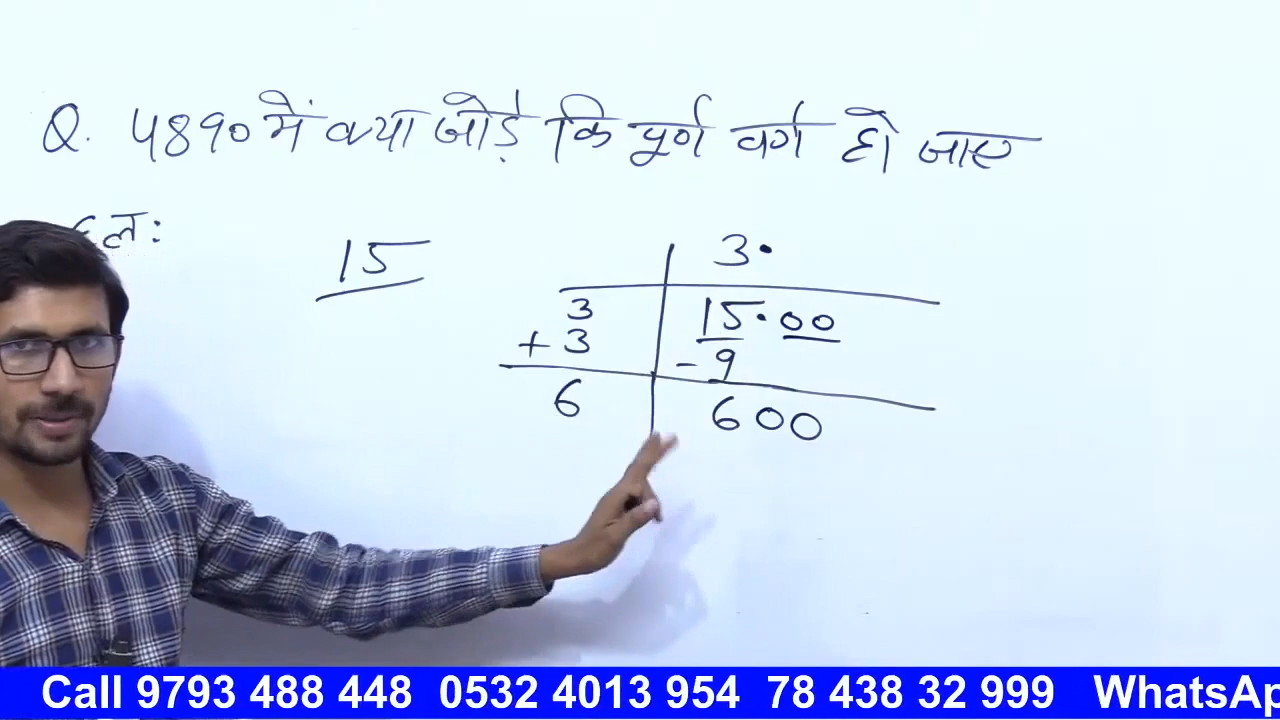 Q. 4890 में क्या जोड़े कि पूर्ण वर्ग हो जाए
हल:
15
3.
3 15.00
+3 -9
6 600
Call 9793 488 448 0532 4013 954 78 438 32 999 WhatsAp